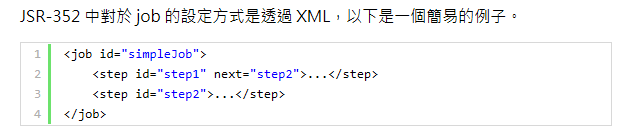 JSR-352 中對於 job 的設定方式是透過 XML，以下是一個簡易的例子。
1 <job id="simpleJob">
2     <step id="step1" next="step2">...</step>
3     <step id="step2">...</step>
4 </job>